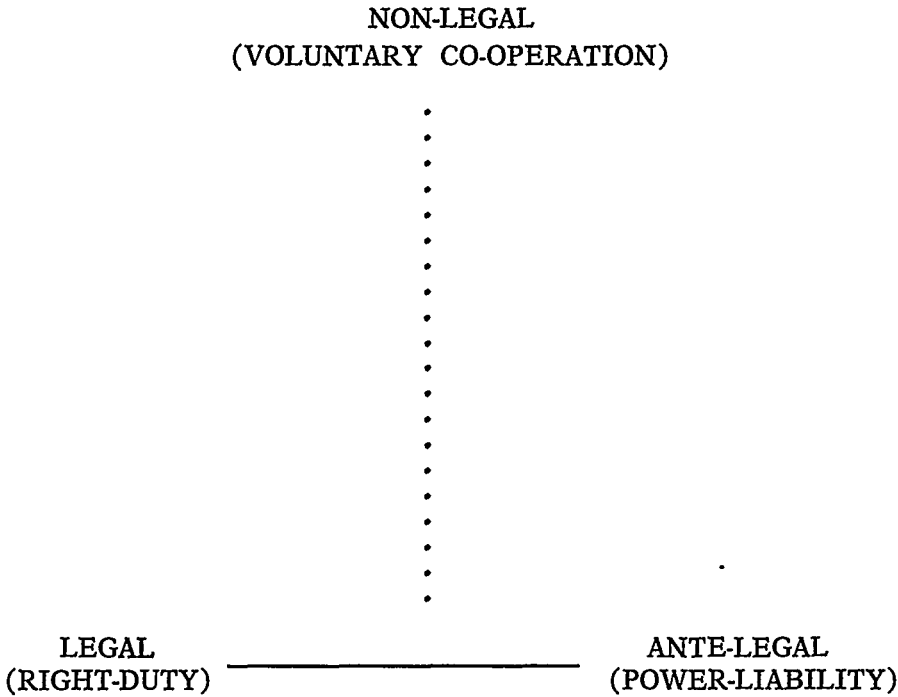 NON-LEGAL
(VOLUNTARY CO-OPERATION)
LEGAL
(RIGHT-DUTY)
ANTE-LEGAL
(POWER-LIABILITY)